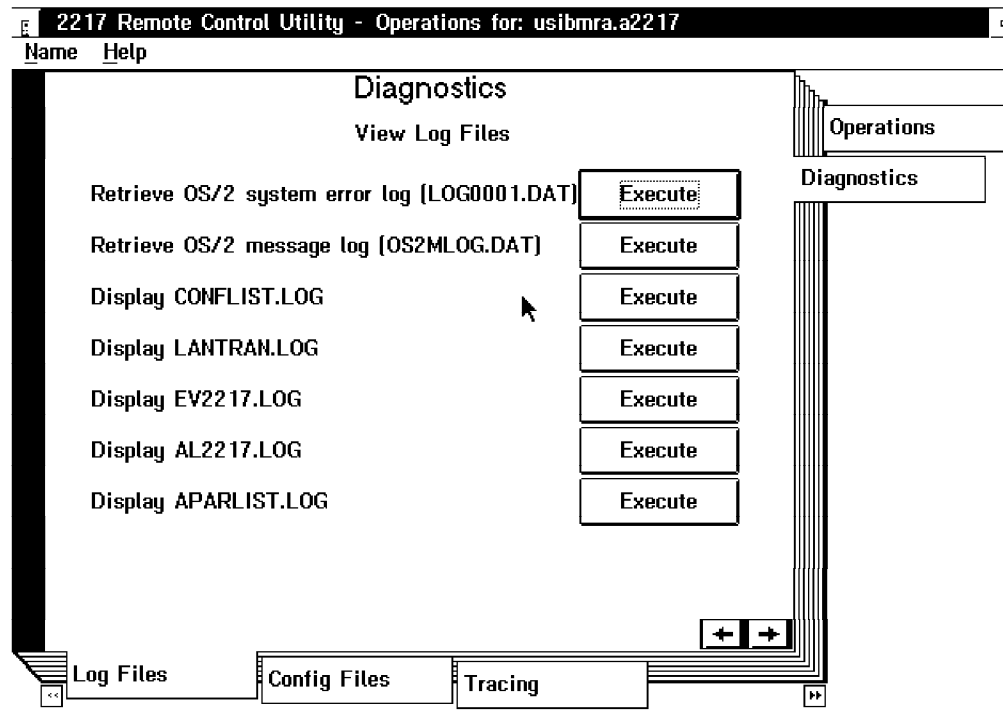 2217 Remote Control Utility - Operations for: usibmra.a2217
Name Help
Diagnostics
View Log Files
Operations
Diagnostics
Retrieve OS/2 system error log (LOG0001.DAT) Execute
Retrieve OS/2 message log (OS2MLOG.DAT) Execute
Display CONFLIST.LOG Execute
Display LANTRAN.LOG Execute
Display EV2217.LOG Execute
Display AL2217.LOG Execute
Display APARLIST.LOG Execute
Log Files Config Files Tracing